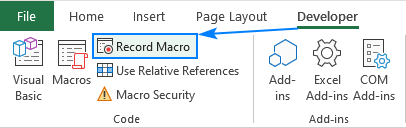 File Home Insert Page Layout Developer
Record Macro
Use Relative References
Macro Security
Visual Basic
Macros
Code
Add-ins
Excel Add-ins
COM Add-ins
Add-ins